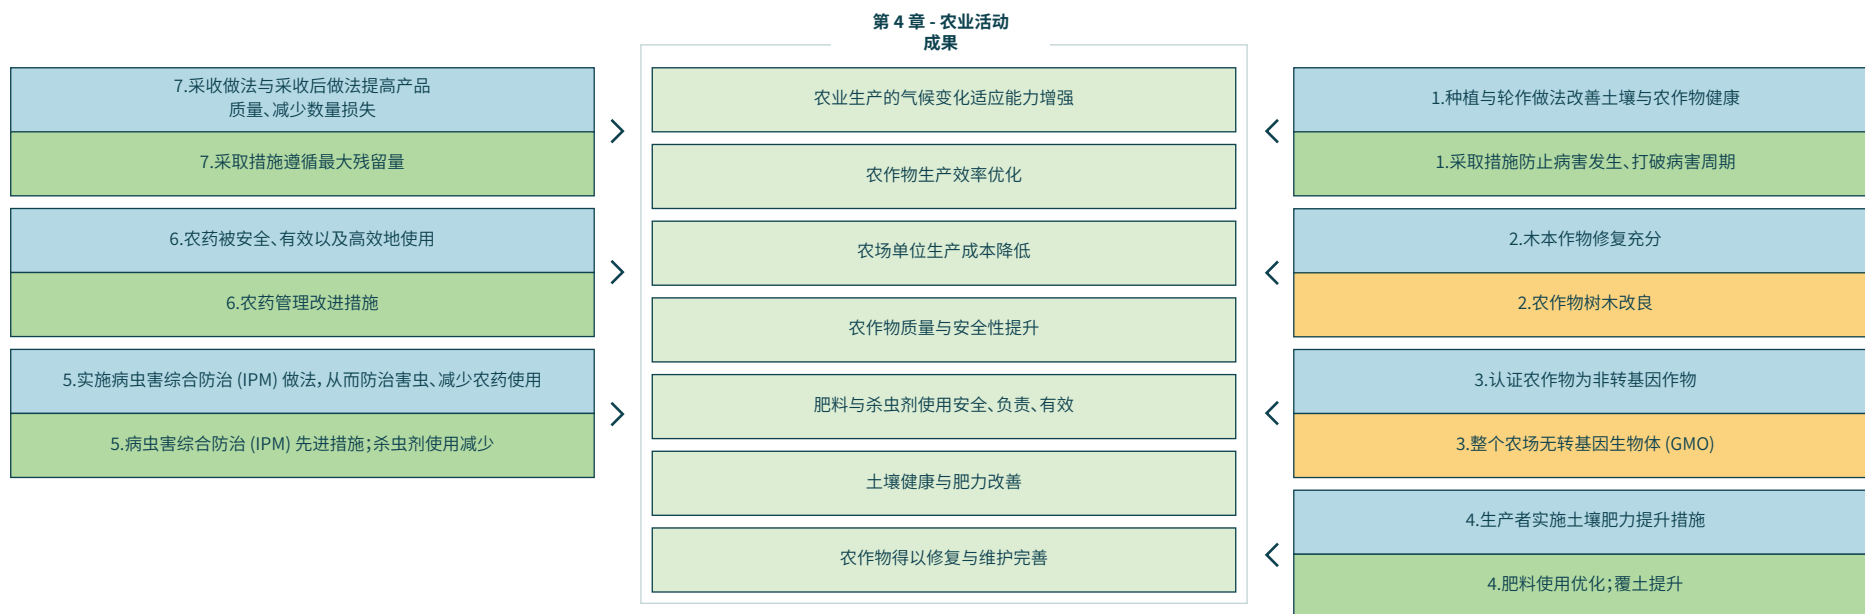 第 4 章 - 农业活动
成果
7.采收做法与采收后做法提高产品
质量、减少数量损失
7.采取措施遵循最大残留量
6.农药被安全、有效以及高效地使用
6.农药管理改进措施
5.实施病虫害综合防治 (IPM) 做法，从而防治害虫、减少农药使用
5.病虫害综合防治 (IPM) 先进措施；杀虫剂使用减少
农业生产的气候变化适应能力增强
农作物生产效率优化
农场单位生产成本降低
农作物质量与安全性提升
肥料与杀虫剂使用安全、负责、有效
土壤健康与肥力改善
农作物得以修复与维护完善
1.种植与轮作做法改善土壤与农作物健康
1.采取措施防止病害发生、打破病害周期
2.木本作物修复充分
2.农作物树木改良
3.认证农作物为非转基因作物
3.整个农场无转基因生物体 (GMO)
4.生产者实施土壤肥力提升措施
4.肥料使用优化；覆土提升